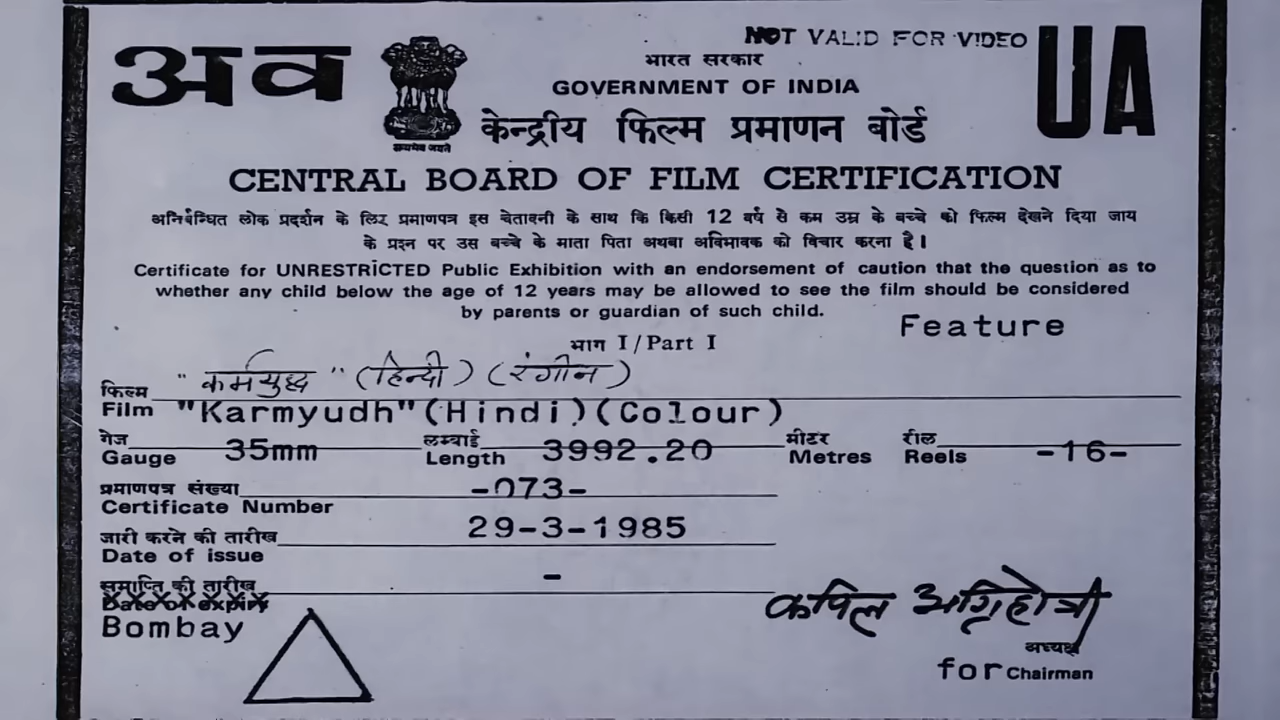 अव
NOT VALID FOR VIDEO
UA
भारत सरकार
GOVERNMENT OF INDIA
केन्द्रीय फिल्म प्रमाणन बोर्ड
सत्यमेव जयते
CENTRAL BOARD OF FILM CERTIFICATION
अनिर्बन्धित लोक प्रदर्शन के लिए प्रमाणपत्र इस चेतावनी के साथ कि किसी 12 वर्ष से कम उम्र के बच्चे को फिल्म देखने दिया जाय
के प्रश्न पर उस बच्चे के माता पिता अथवा अविभावक को विचार करना है।
Certificate for UNRESTRICTED Public Exhibition with an endorsement of caution that the question as to
whether any child below the age of 12 years may be allowed to see the film should be considered
by parents or guardian of such child.
Feature
भाग I/Part I
फिल्म "कर्मयुद्ध" (हिन्दी) (रंगीन)
Film "Karmyudh"(Hindi)(Colour)
गेज लम्बाई मीटर रील
Gauge 35mm Length 3992.20 Metres Reels -16-
प्रमाणपत्र संख्या -073-
Certificate Number
जारी करने की तारीख 29-3-1985
Date of issue
समाप्ति की तारीख -
Date of expiry
Bombay
कपिल अग्निहोत्री
अध्यक्ष
for Chairman